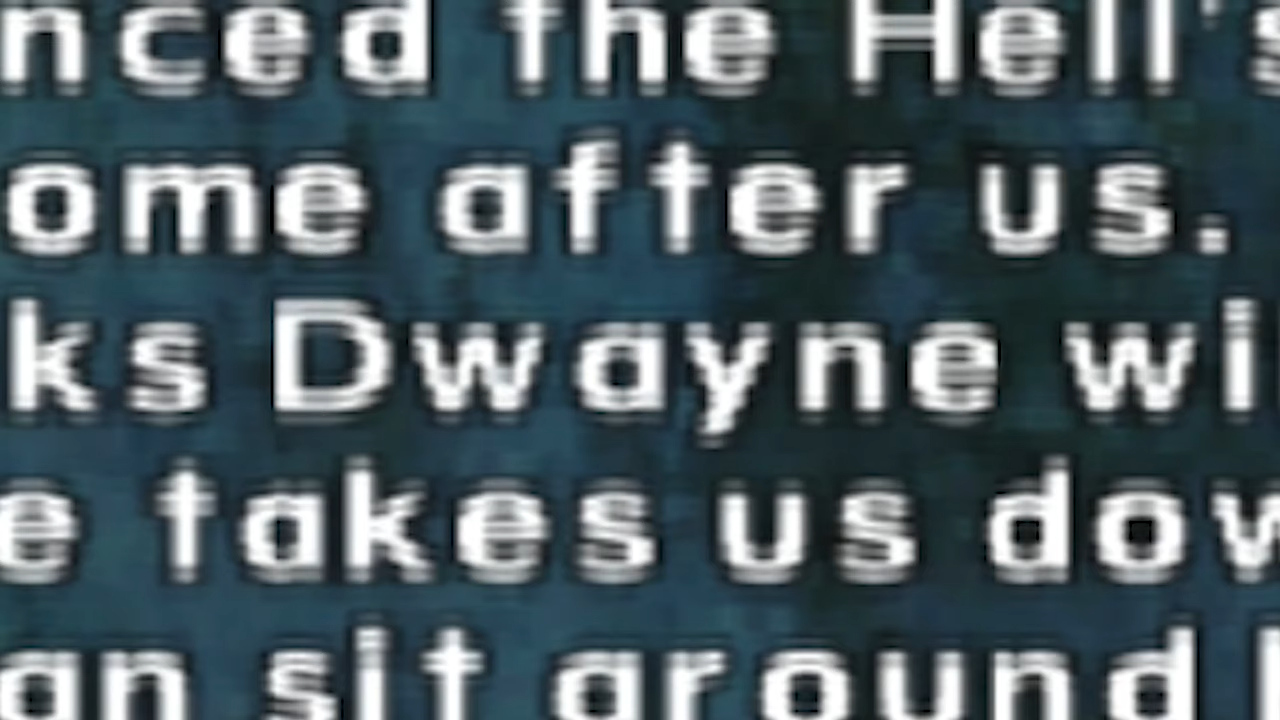 nced the Hell's
ome after us.
ks Dwayne wi
e takes us dow
an sit around